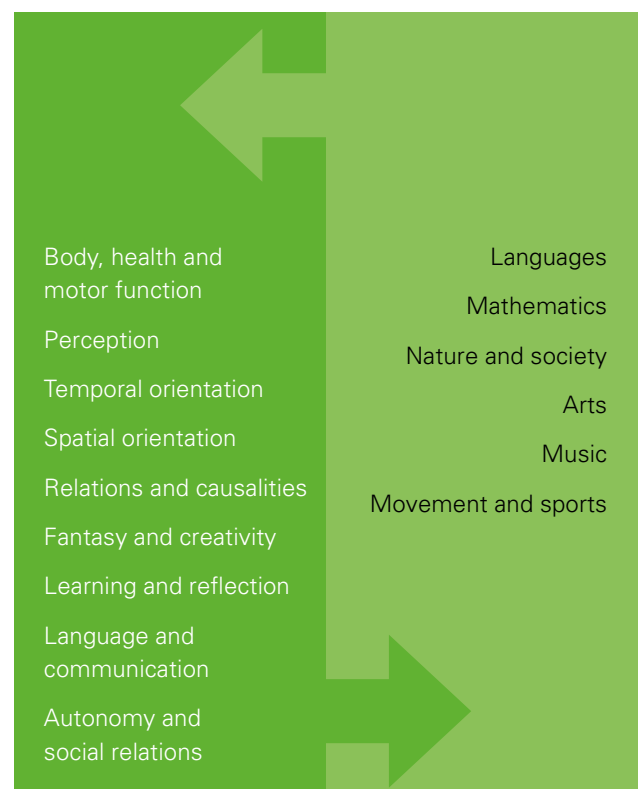 Body, health and
motor function
Perception
Temporal orientation
Spatial orientation
Relations and causalities
Fantasy and creativity
Learning and reflection
Language and
communication
Autonomy and
social relations
Languages
Mathematics
Nature and society
Arts
Music
Movement and sports